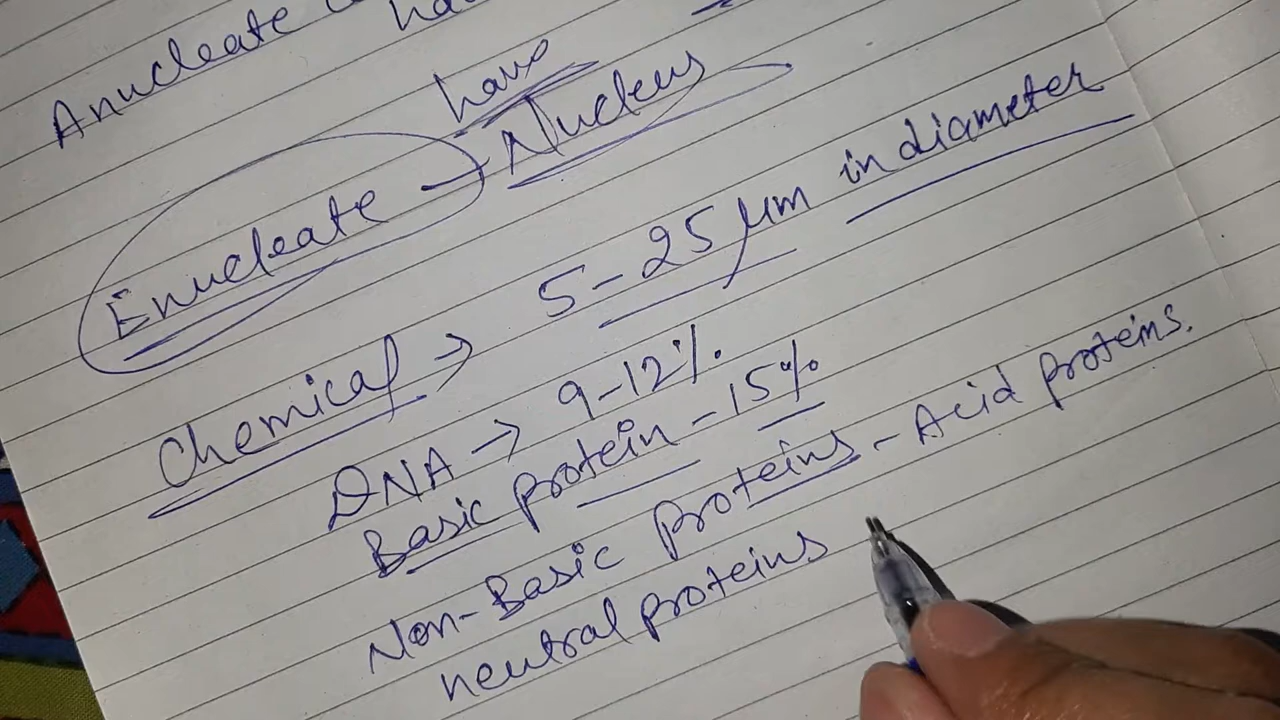 Anucleate
have
Enucleate → Nucleus
5-25 μm in diameter
Chemical →
DNA → 9-12%.
Basic protein - 15%
Non-Basic Proteins - Acid proteins.
neutral proteins